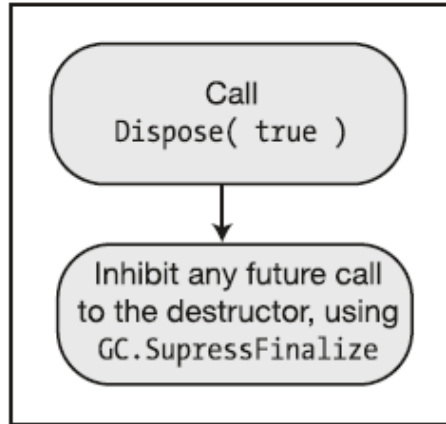 Call
Dispose( true )
Inhibit any future call
to the destructor, using
GC.SupressFinalize